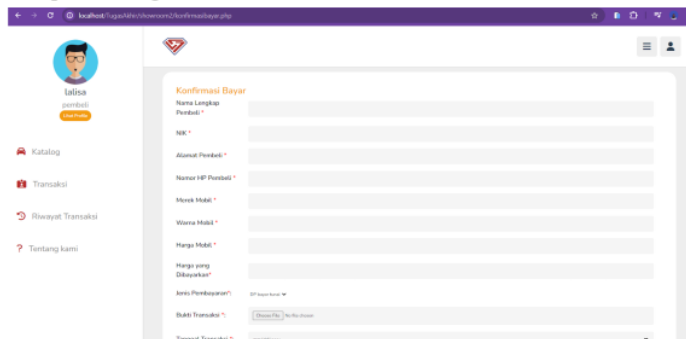 localhost/TugasAkhir/showroom2/konfirmasibayar.php
lalisa
pembeli
Lihat Profile
Katalog
Transaksi
Riwayat Transaksi
? Tentang kami
Konfirmasi Bayar
Nama Lengkap
Pembeli *
NIK *
Alamat Pembeli *
Nomor HP Pembeli *
Merek Mobil *
Warna Mobil *
Harga Mobil *
Harga yang
Dibayarkan*
Jenis Pembayaran*:
Bukti Transaksi *:
Choose File No file chosen